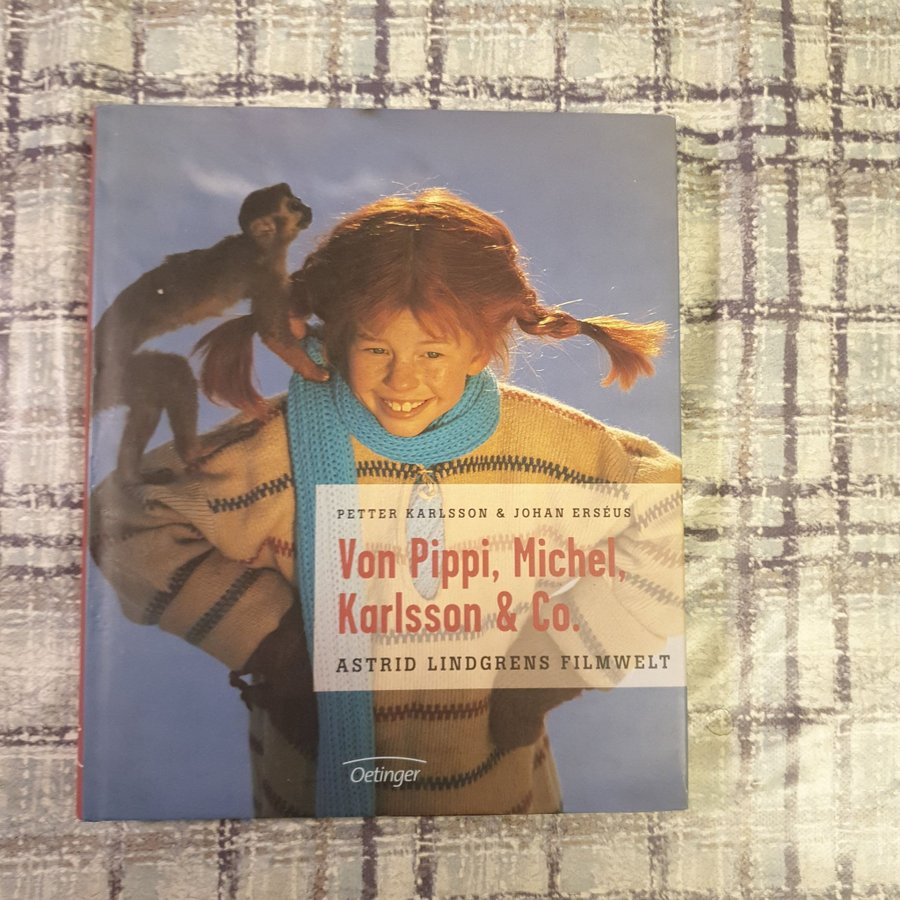 PETTER KARLSSON & JOHAN ERSÉUS
Von Pippi, Michel,
Karlsson & Co.
ASTRID LINDGRENS FILMWELT
Oetinger